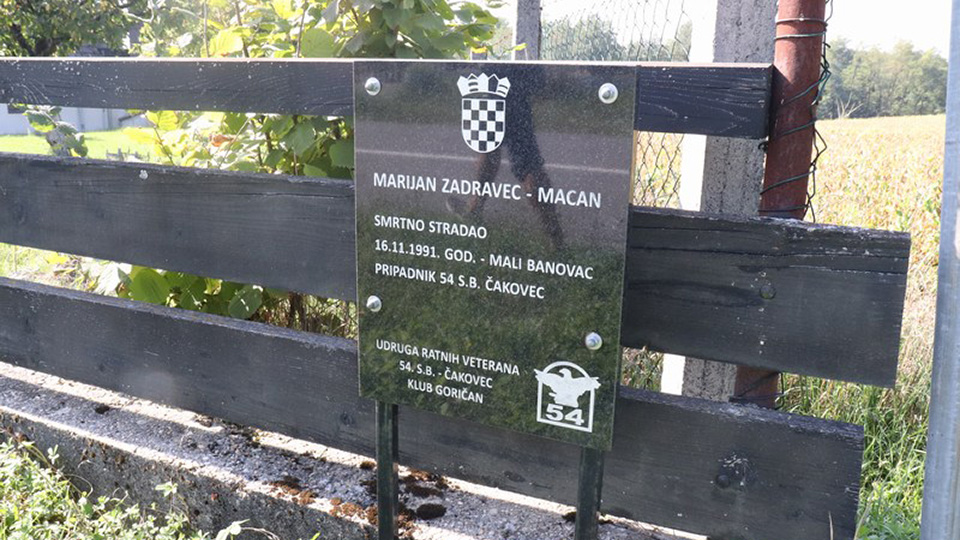 MARIJAN ZADRAVEC - MACAN
SMRTNO STRADAO
16.11.1991. GOD. - MALI BANOVAC
PRIPADNIK 54 S.B. ČAKOVEC
UDRUGA RATNIH VETERANA
54. S.B. - ČAKOVEC
KLUB GORIČAN
54